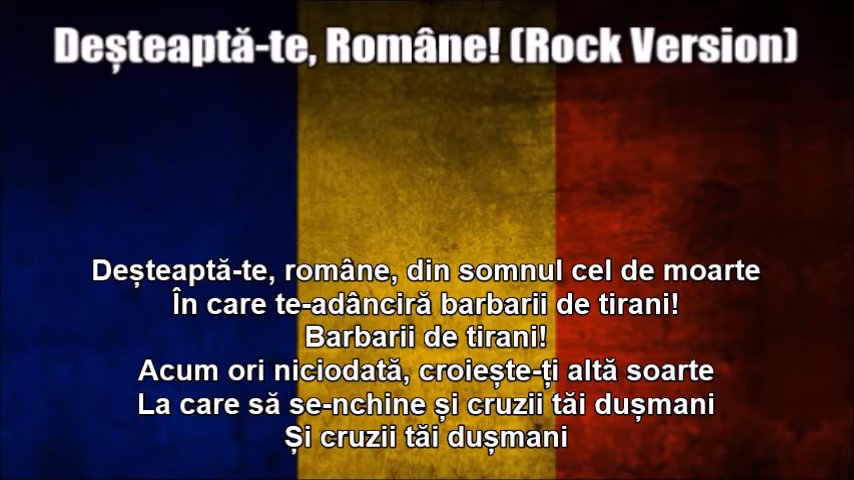 Deșteaptă-te, Române! (Rock Version)
Deșteaptă-te, române, din somnul cel de moarte
În care te-adânciră barbarii de tirani!
Barbarii de tirani!
Acum ori niciodată, croiește-ți altă soarte
La care să se-nchine și cruzii tăi dușmani
Și cruzii tăi dușmani